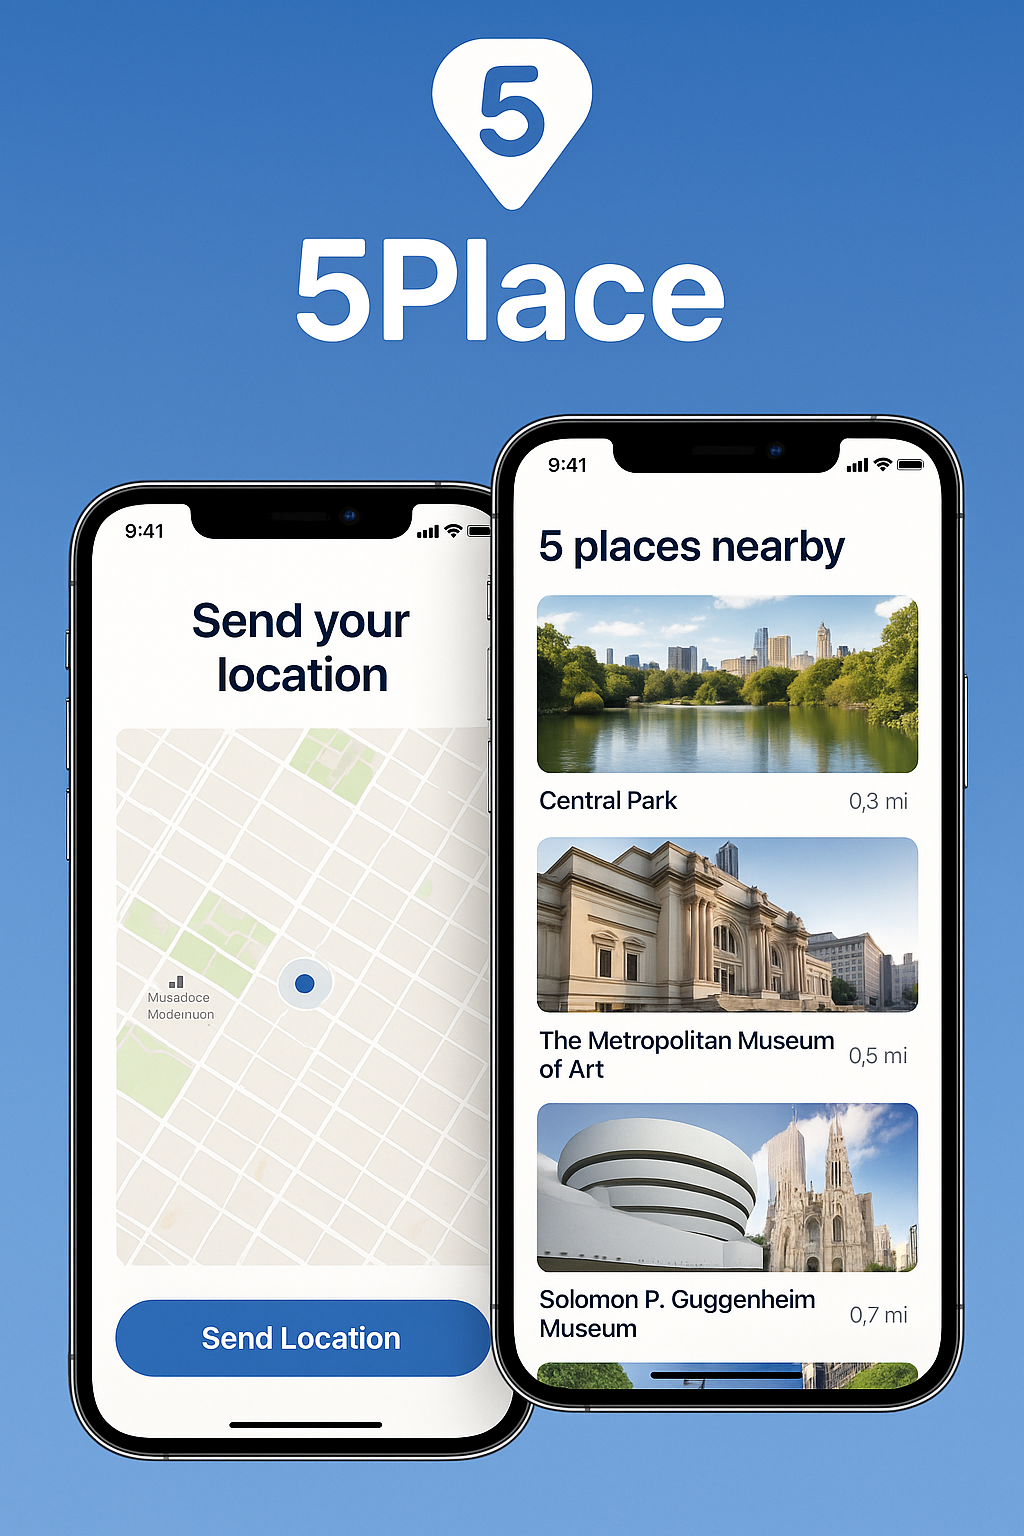 5
5Place
9:41
Send your
location
Musadoce
Modeınuon
Send Location
9:41
5 places nearby
Central Park
0,3 mi
The Metropolitan Museum
of Art
0,5 mi
Solomon P. Guggenheim
Museum
0,7 mi